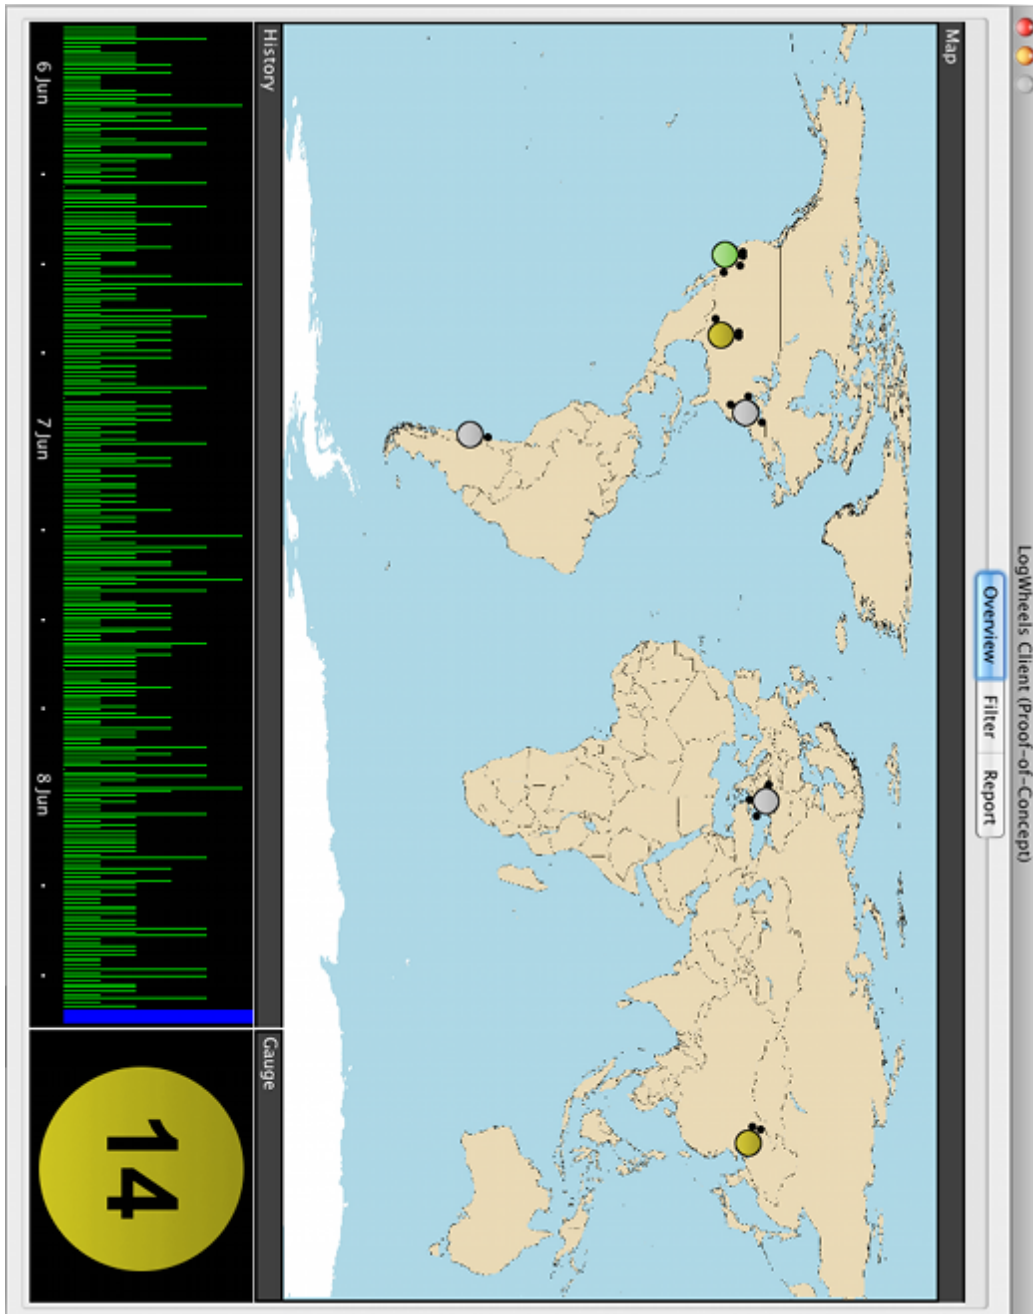 LogWheels Client (Proof-of-Concept)
Overview Filter Report
Map
History
6 Jun
7 Jun
8 Jun
Gauge
14